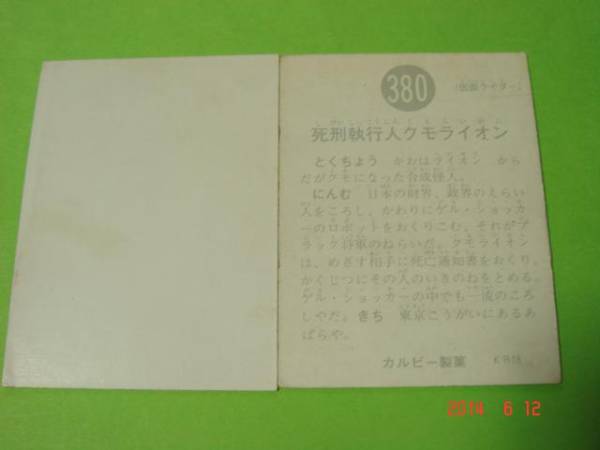 380
(仮面ライダー)
死刑執行人クモライオン
とくちょう かおはライオン から
だがクモになった合成怪人。
にんむ 日本の財界、政界のえらい
人をころし、かわりにゲル・ショッカ
ーのロボットをおくりこむ。それがブ
ラック将軍のねらいだ。クモライオン
は、めざす相手に死亡通知書をおくり、
かくじつにその人のいきのねをとめる。
ゲル・ショッカーの中でも一流のころ
しやだ。きち 東京こうがいにあるあ
ばらや。
カルビー製菓 KR18
2014 6 12